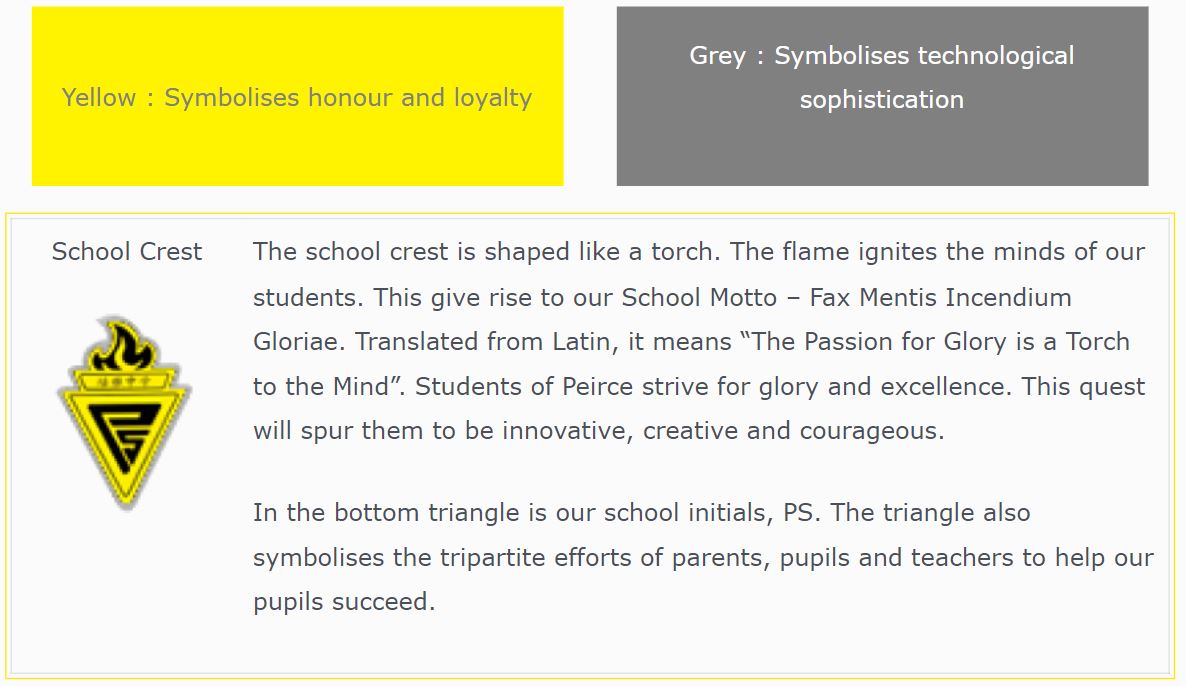 Yellow : Symbolises honour and loyalty
Grey : Symbolises technological
sophistication
School Crest
The school crest is shaped like a torch. The flame ignites the minds of our
students. This give rise to our School Motto – Fax Mentis Incendium
Gloriae. Translated from Latin, it means “The Passion for Glory is a Torch
to the Mind”. Students of Peirce strive for glory and excellence. This quest
will spur them to be innovative, creative and courageous.
PS
In the bottom triangle is our school initials, PS. The triangle also
symbolises the tripartite efforts of parents, pupils and teachers to help our
pupils succeed.